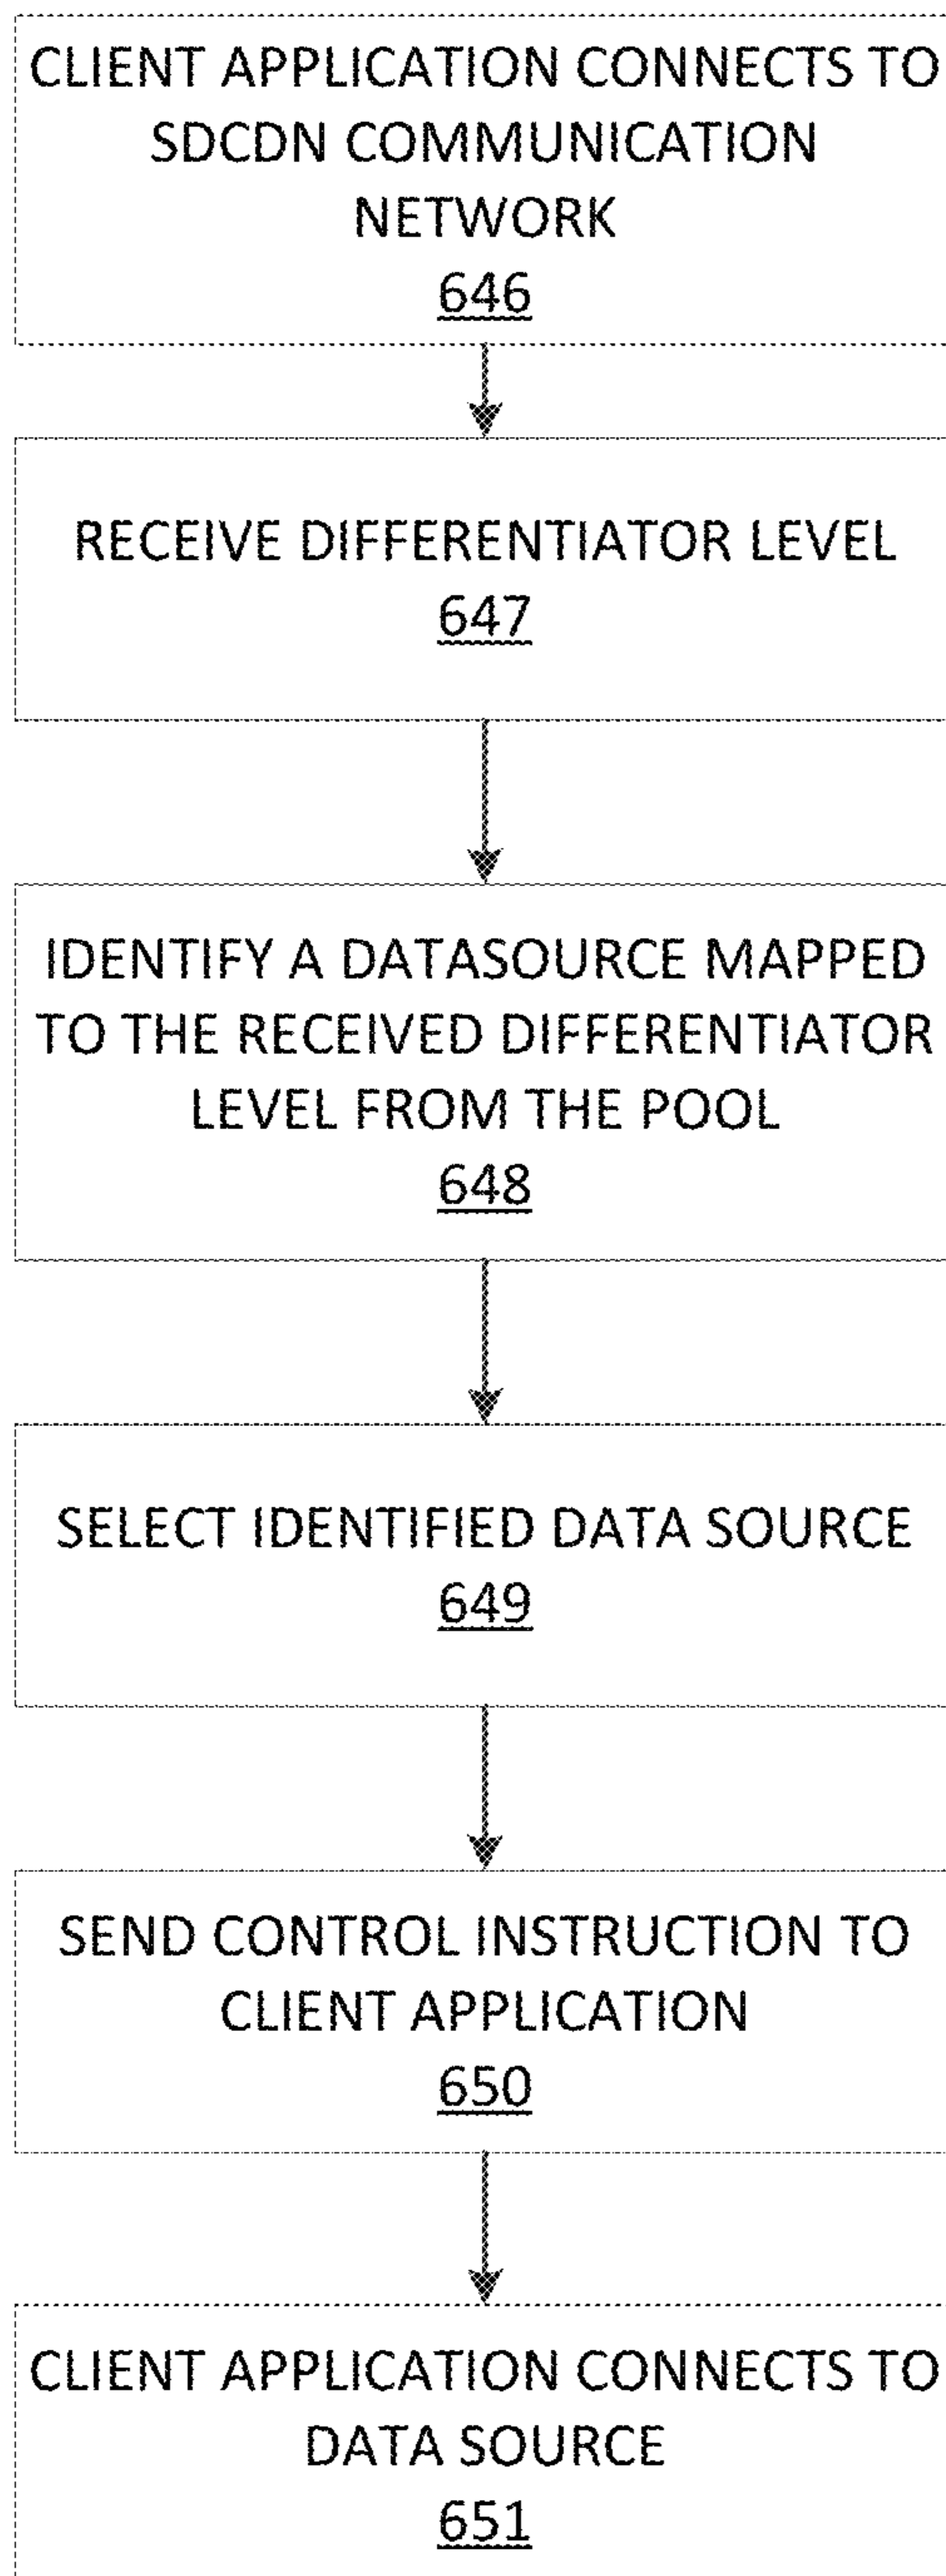 CLIENT APPLICATION CONNECTS TO
SDCDN COMMUNICATION
NETWORK
646
RECEIVE DIFFERENTIATOR LEVEL
647
IDENTIFY A DATASOURCE MAPPED
TO THE RECEIVED DIFFERENTIATOR
LEVEL FROM THE POOL
648
SELECT IDENTIFIED DATA SOURCE
649
SEND CONTROL INSTRUCTION TO
CLIENT APPLICATION
650
CLIENT APPLICATION CONNECTS TO
DATA SOURCE
651